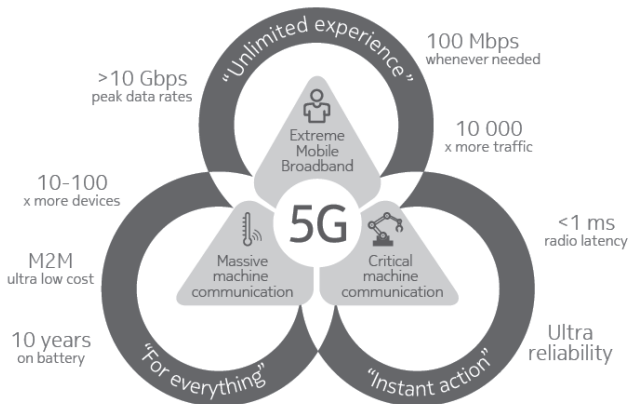 "Unlimited experience"
>10 Gbps
peak data rates
100 Mbps
whenever needed
10 000
x more traffic
Extreme
Mobile
Broadband
5G
10-100
x more devices
M2M
ultra low cost
10 years
on battery
Massive
machine
communication
"For everything"
Critical
machine
communication
<1 ms
radio latency
Ultra
reliability
"Instant action"